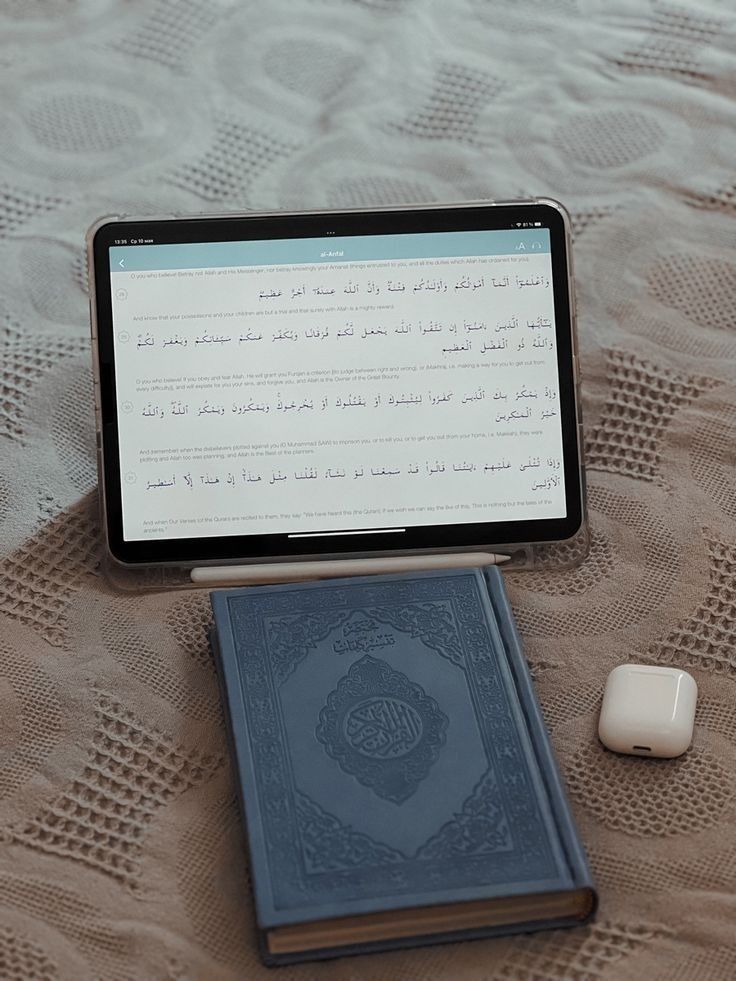 13:35 Ср 10 мая 81 %
al-Anfal
O you who believe! Betray not Allah and His Messenger, nor betray knowingly your Amanat (things entrusted to you, and all the duties which Allah has ordained for you).
وَٱعْلَمُوٓا۟ أَنَّمَآ أَمْوَٰلُكُمْ وَأَوْلَٰدُكُمْ فِتْنَةٌ وَأَنَّ ٱللَّهَ عِندَهُۥٓ أَجْرٌ عَظِيمٌ
28
And know that your possessions and your children are but a trial and that surely with Allah is a mighty reward.
يَٰٓأَيُّهَا ٱلَّذِينَ ءَامَنُوٓا۟ إِن تَتَّقُوا۟ ٱللَّهَ يَجْعَل لَّكُمْ فُرْقَانًا وَيُكَفِّرْ عَنكُمْ سَيِّـَٔاتِكُمْ وَيَغْفِرْ لَكُمْ
29
وَٱللَّهُ ذُو ٱلْفَضْلِ ٱلْعَظِيمِ
O you who believe! If you obey and fear Allah, He will grant you Furqan a criterion [(to judge between right and wrong), or (Makhraj, i.e. making a way for you to get out from
every difficulty)], and will expiate for you your sins, and forgive you, and Allah is the Owner of the Great Bounty.
وَإِذْ يَمْكُرُ بِكَ ٱلَّذِينَ كَفَرُوا۟ لِيُثْبِتُوكَ أَوْ يَقْتُلُوكَ أَوْ يُخْرِجُوكَ ۚ وَيَمْكُرُونَ وَيَمْكُرُ ٱللَّهُ ۖ وَٱللَّهُ
30
خَيْرُ ٱلْمَٰكِرِينَ
And remember) when the disbelievers plotted against you (O Muhammad SAW) to imprison you, or to kill you, or to get you out from your home, i.e. Makkah); they were
plotting and Allah too was planning, and Allah is the Best of the planners.
وَإِذَا تُتْلَىٰ عَلَيْهِمْ ءَايَٰتُنَا قَالُوا۟ قَدْ سَمِعْنَا لَوْ نَشَآءُ لَقُلْنَا مِثْلَ هَٰذَآ ۙ إِنْ هَٰذَآ إِلَّآ أَسَٰطِيرُ
31
ٱلْأَوَّلِينَ
And when Our Verses (of the Quran) are recited to them, they say: "We have heard this (the Quran); if we wish we can say the like of this. This is nothing but the tales of the
ancients."
تفسير كلمات
القرآن الكريم